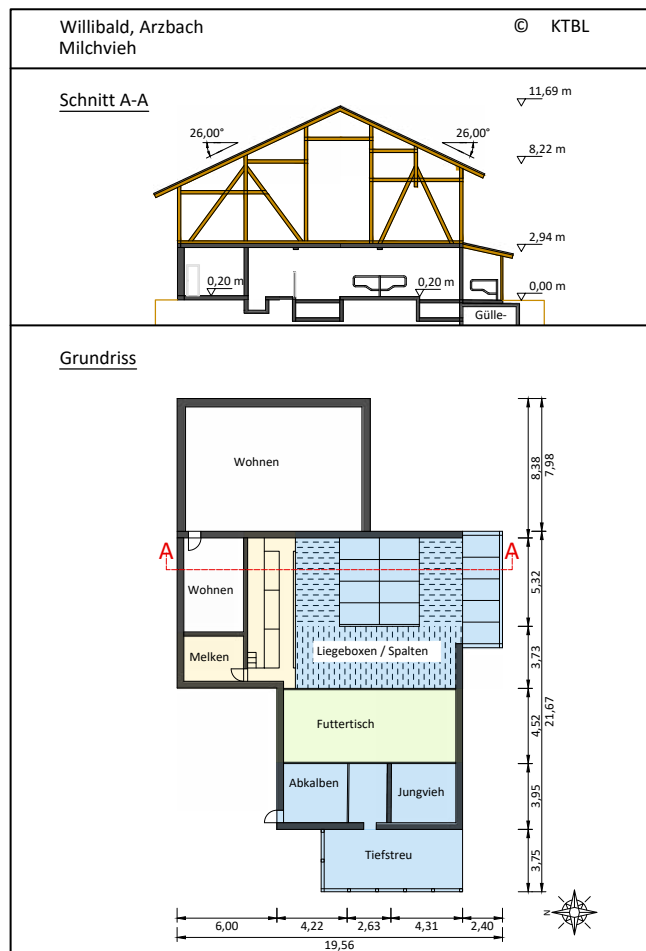 Willibald, Arzbach
Milchvieh
© KTBL
Schnitt A-A
11,69 m
26,00°
26,00°
8,22 m
2,94 m
0,20 m
0,20 m
0,00 m
Gülle-
Grundriss
Wohnen
8,38
7,98
A
A
Wohnen
5,32
Melken
Liegeboxen / Spalten
3,73
Futtertisch
4,52
21,67
Abkalben
Jungvieh
3,95
Tiefstreu
3,75
N
6,00
4,22
2,63
4,31
2,40
19,56